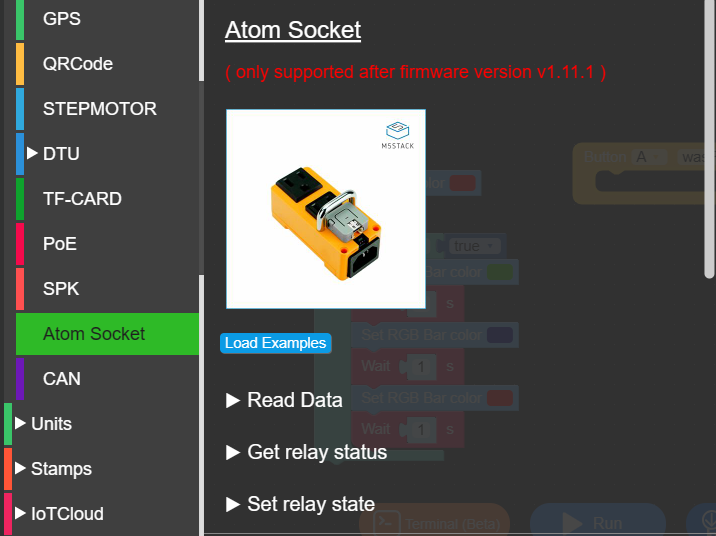 GPS
QRCode
STEPMOTOR
DTU
TF-CARD
PoE
SPK
Atom Socket
CAN
Units
Stamps
IoTCloud
Atom Socket
( only supported after firmware version v1.11.1 )
M5STACK
Load Examples
Read Data
Get relay status
Set relay state
Button A was
lor
true
Bar color
s
Set RGB Bar color
Wait 1 s
Set RGB Bar color
Wait 1 s
Terminal (Beta)
Run